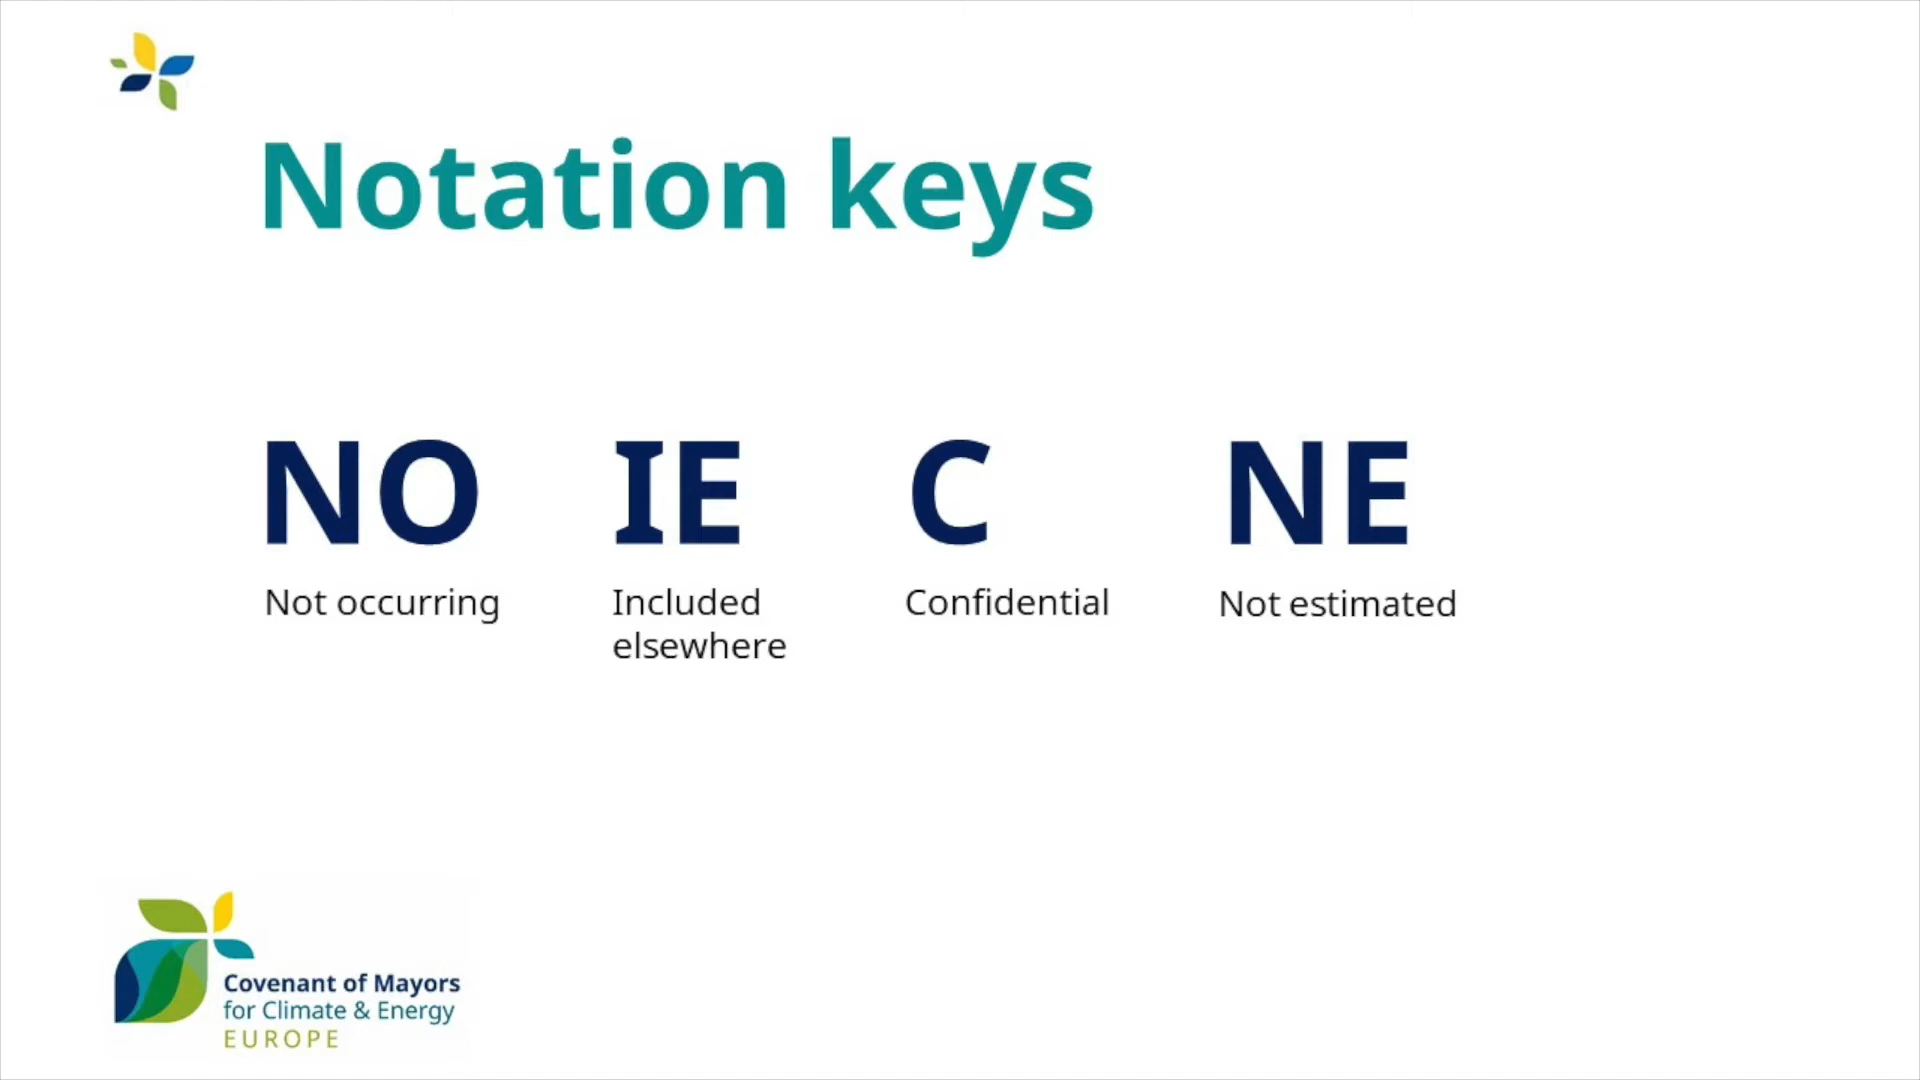 Notation keys
NO
IE
C
NE
Not occurring
Included
elsewhere
Confidential
Not estimated
Covenant of Mayors
for Climate & Energy
EUROPE